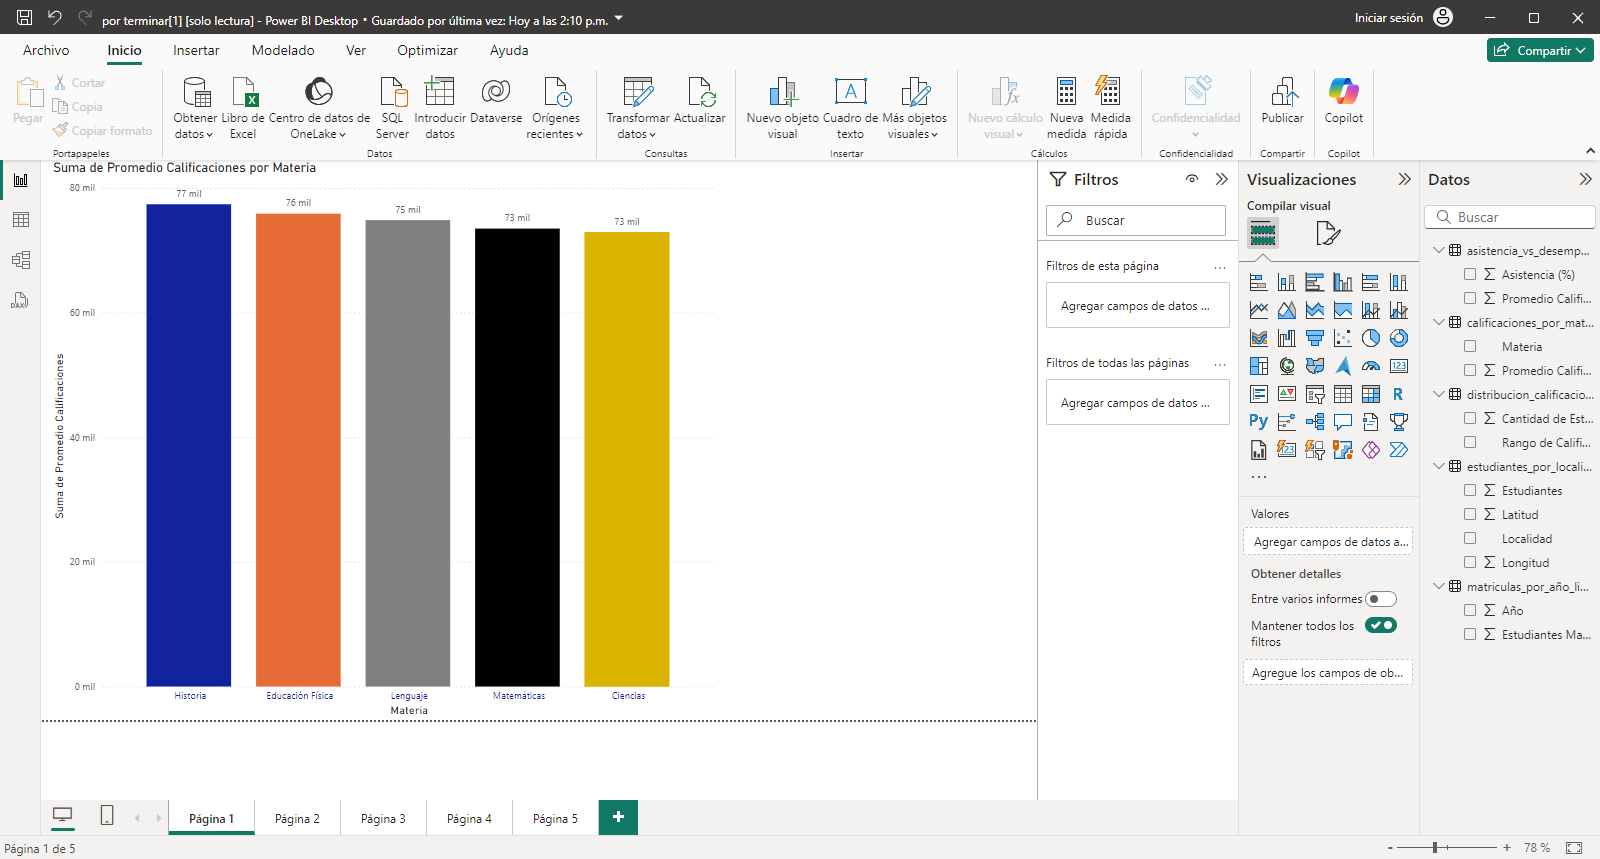 por terminar[1] [solo lectura] - Power BI Desktop • Guardado por última vez: Hoy a las 2:10 p.m.
Iniciar sesión
Archivo
Inicio
Insertar
Modelado
Ver
Optimizar
Ayuda
Compartir
Pegar
Cortar
Copia
Copiar formato
Portapapeles
Obtener
datos
Libro de
Excel
Centro de datos de
OneLake
SQL
Server
Introducir
datos
Dataverse
Orígenes
recientes
Datos
Transformar
datos
Actualizar
Consultas
Nuevo objeto
visual
Cuadro de
texto
Más objetos
visuales
Insertar
Nuevo cálculo
visual
Nueva
medida
Medida
rápida
Cálculos
Confidencialidad
Confidencialidad
Publicar
Compartir
Copilot
Copilot
DAX
Suma de Promedio Calificaciones por Materia
Suma de Promedio Calificaciones
80 mil
60 mil
40 mil
20 mil
0 mil
77 mil
76 mil
75 mil
73 mil
73 mil
Historia
Educación Física
Lenguaje
Matemáticas
Ciencias
Materia
Filtros
Buscar
Filtros de esta página
...
Agregar campos de datos ...
Filtros de todas las páginas
...
Agregar campos de datos ...
Visualizaciones
Compilar visual
123
R
Py
123
...
Valores
Agregar campos de datos a...
Obtener detalles
Entre varios informes
Mantener todos los
filtros
Agregue los campos de ob...
Datos
Buscar
asistencia_vs_desemp...
∑ Asistencia (%)
∑ Promedio Califi...
calificaciones_por_mat...
Materia
∑ Promedio Califi...
distribucion_calificacio...
∑ Cantidad de Est...
Rango de Califi...
estudiantes_por_locali...
∑ Estudiantes
∑ Latitud
Localidad
∑ Longitud
matriculas_por_año_li...
∑ Año
∑ Estudiantes Ma...
Página 1
Página 2
Página 3
Página 4
Página 5
+
Página 1 de 5
- + 78 %